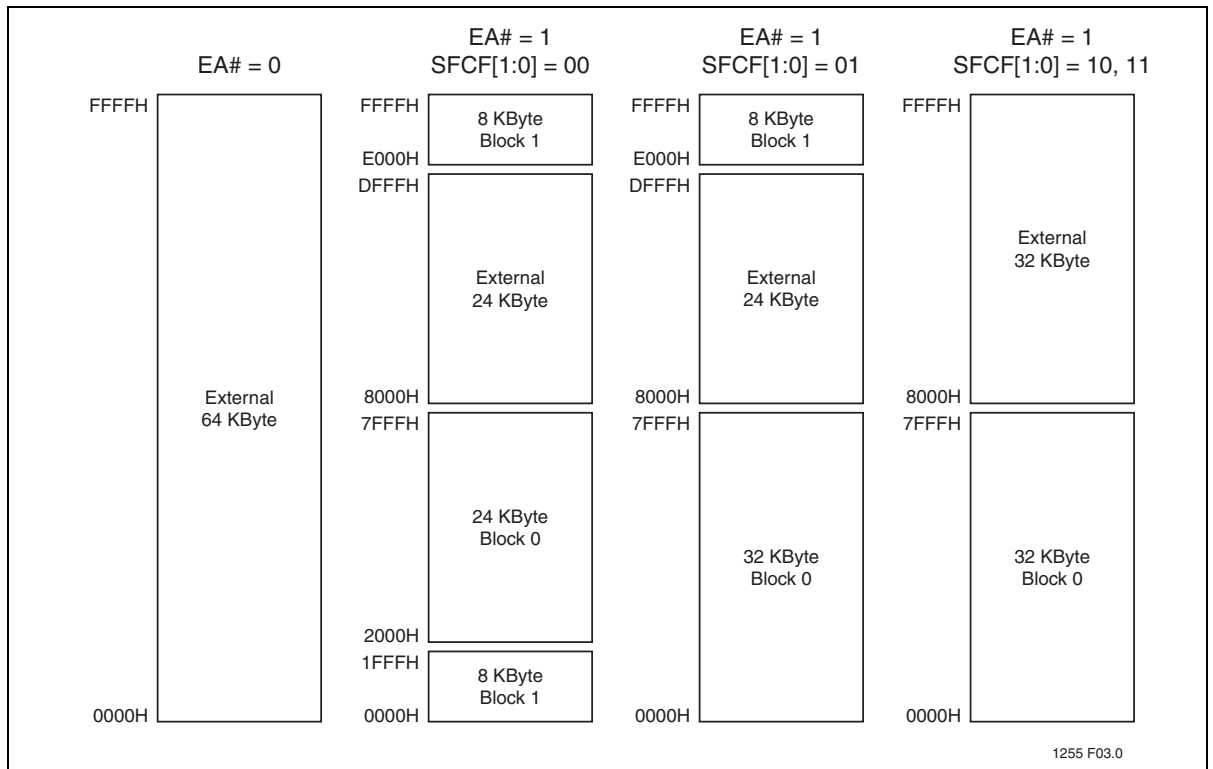 EA# = 0
FFFFH
External
64 KByte
0000H
EA# = 1
SFCF[1:0] = 00
FFFFH
8 KByte
Block 1
E000H
DFFFH
External
24 KByte
8000H
7FFFH
24 KByte
Block 0
2000H
1FFFH
8 KByte
Block 1
0000H
EA# = 1
SFCF[1:0] = 01
FFFFH
8 KByte
Block 1
E000H
DFFFH
External
24 KByte
8000H
7FFFH
32 KByte
Block 0
0000H
EA# = 1
SFCF[1:0] = 10, 11
FFFFH
External
32 KByte
8000H
7FFFH
32 KByte
Block 0
0000H
1255 F03.0